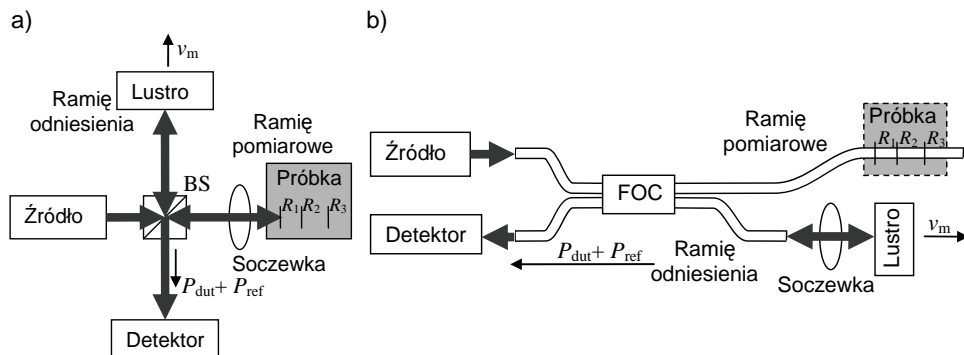 a)
v_m
Lustro
Ramię
odniesienia
Ramię
pomiarowe
Próbka
R_1 R_2 R_3
BS
Źródło
Soczewka
P_dut + P_ref
Detektor
b)
Ramię
pomiarowe
Próbka
R_1 R_2 R_3
Źródło
FOC
Detektor
P_dut + P_ref
Ramię
odniesienia
Soczewka
Lustro
v_m